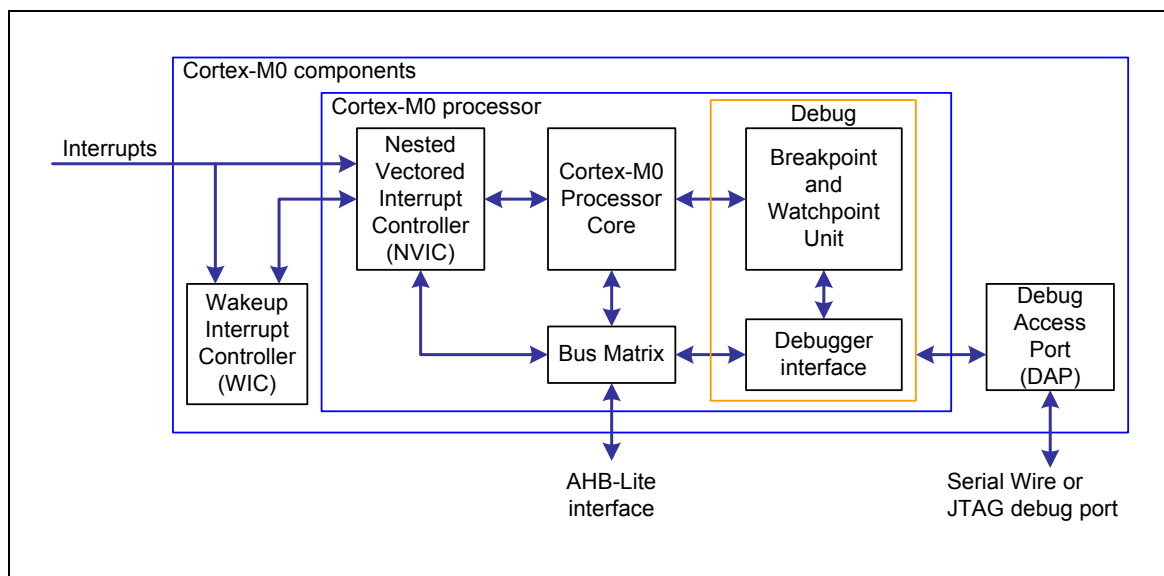 Cortex-M0 components
Cortex-M0 processor
Debug
Interrupts
Nested
Vectored
Interrupt
Controller
(NVIC)
Cortex-M0
Processor
Core
Breakpoint
and
Watchpoint
Unit
Wakeup
Interrupt
Controller
(WIC)
Bus Matrix
Debugger
interface
Debug
Access
Port
(DAP)
AHB-Lite
interface
Serial Wire or
JTAG debug port